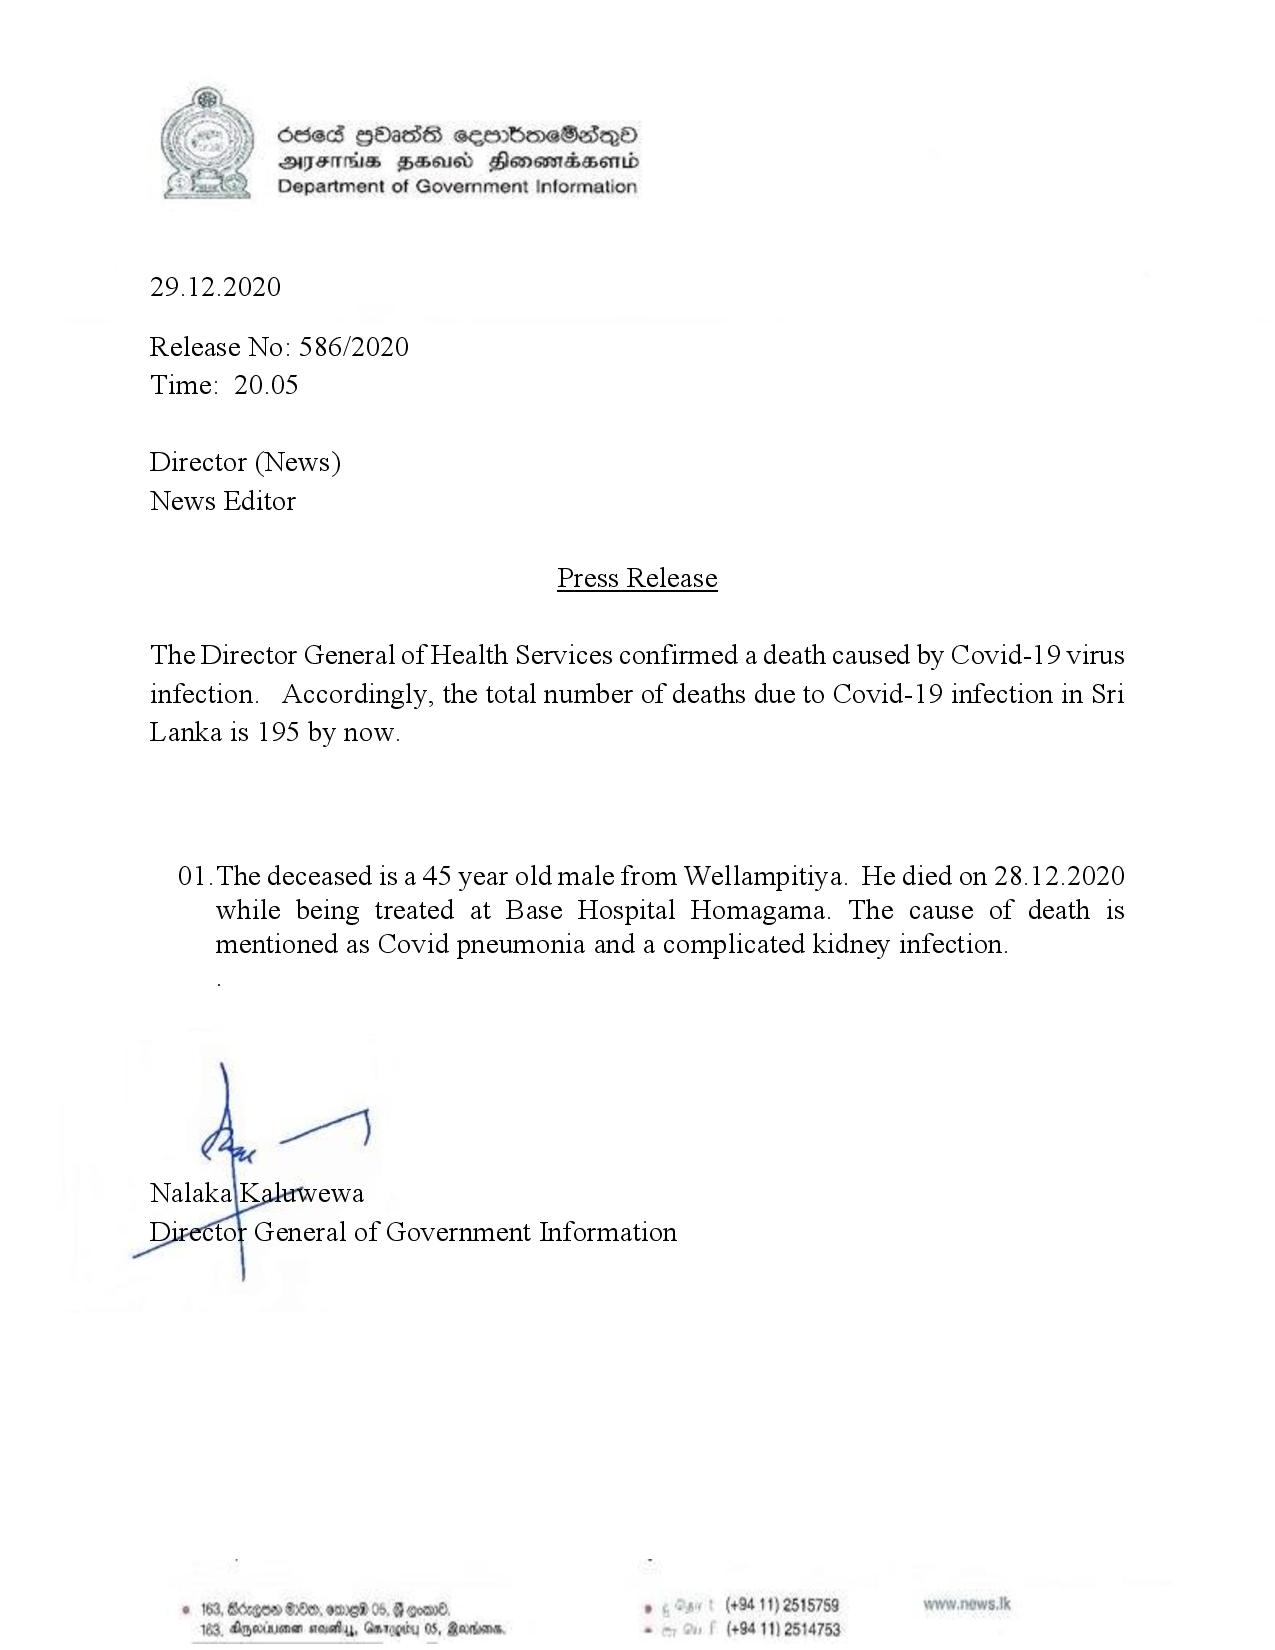 රජයේ ප්‍රවෘත්ති දෙපාර්තමේන්තුව
அரசாங்க தகவல் திணைக்களம்
Department of Government Information
29.12.2020
Release No: 586/2020
Time: 20.05
Director (News)
News Editor
Press Release
The Director General of Health Services confirmed a death caused by Covid-19 virus
infection. Accordingly, the total number of deaths due to Covid-19 infection in Sri
Lanka is 195 by now.
01. The deceased is a 45 year old male from Wellampitiya. He died on 28.12.2020
while being treated at Base Hospital Homagama. The cause of death is
mentioned as Covid pneumonia and a complicated kidney infection.
.
Nalaka Kaluwewa
Director General of Government Information
163, කිරුලපන මාවත, කොළඹ 05, ශ්‍රී ලංකාව.
163, கிருலப்பனை எவனியூ, கொழும்பு 05, இலங்கை.
(+94 11) 2515759
(+94 11) 2514753
www.news.lk